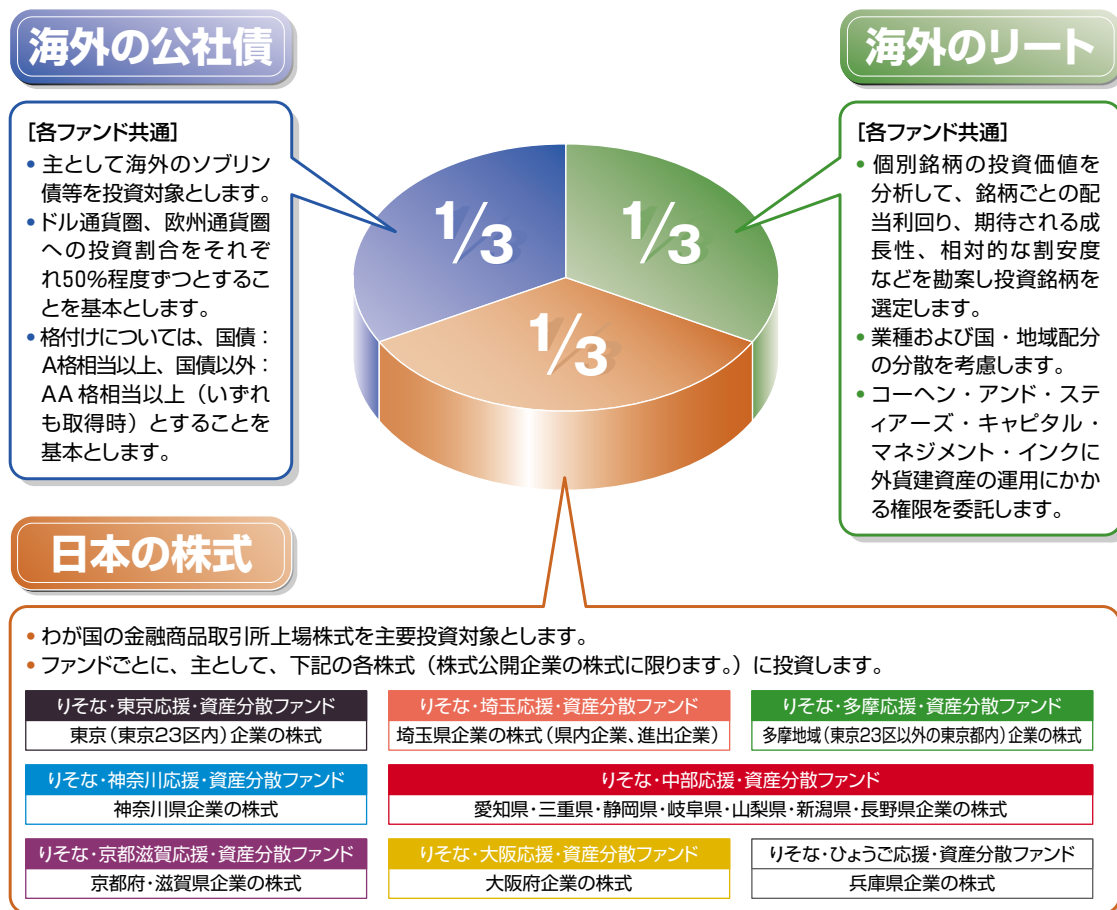 海外の公社債
[各ファンド共通]
• 主として海外のソブリン
債等を投資対象とします。
• ドル通貨圏、欧州通貨圏
への投資割合をそれぞ
れ50%程度ずつとするこ
とを基本とします。
• 格付けについては、国債：
A格相当以上、国債以外：
AA格相当以上（いずれ
も取得時）とすることを
基本とします。
1/3
1/3
1/3
海外のリート
[各ファンド共通]
• 個別銘柄の投資価値を
分析して、銘柄ごとの配
当利回り、期待される成
長性、相対的な割安度
などを勘案し投資銘柄を
選定します。
• 業種および国・地域配分
の分散を考慮します。
• コーヘン・アンド・ステ
ィアーズ・キャピタル・
マネジメント・インクに
外貨建資産の運用にかか
る権限を委託します。
日本の株式
• わが国の金融商品取引所上場株式を主要投資対象とします。
• ファンドごとに、主として、下記の各株式（株式公開企業の株式に限ります。）に投資します。
りそな・東京応援・資産分散ファンド
東京（東京23区内）企業の株式
りそな・埼玉応援・資産分散ファンド
埼玉県企業の株式（県内企業、進出企業）
りそな・多摩応援・資産分散ファンド
多摩地域（東京23区以外の東京都内）企業の株式
りそな・神奈川応援・資産分散ファンド
神奈川県企業の株式
りそな・中部応援・資産分散ファンド
愛知県・三重県・静岡県・岐阜県・山梨県・新潟県・長野県企業の株式
りそな・京都滋賀応援・資産分散ファンド
京都府・滋賀県企業の株式
りそな・大阪応援・資産分散ファンド
大阪府企業の株式
りそな・ひょうご応援・資産分散ファンド
兵庫県企業の株式